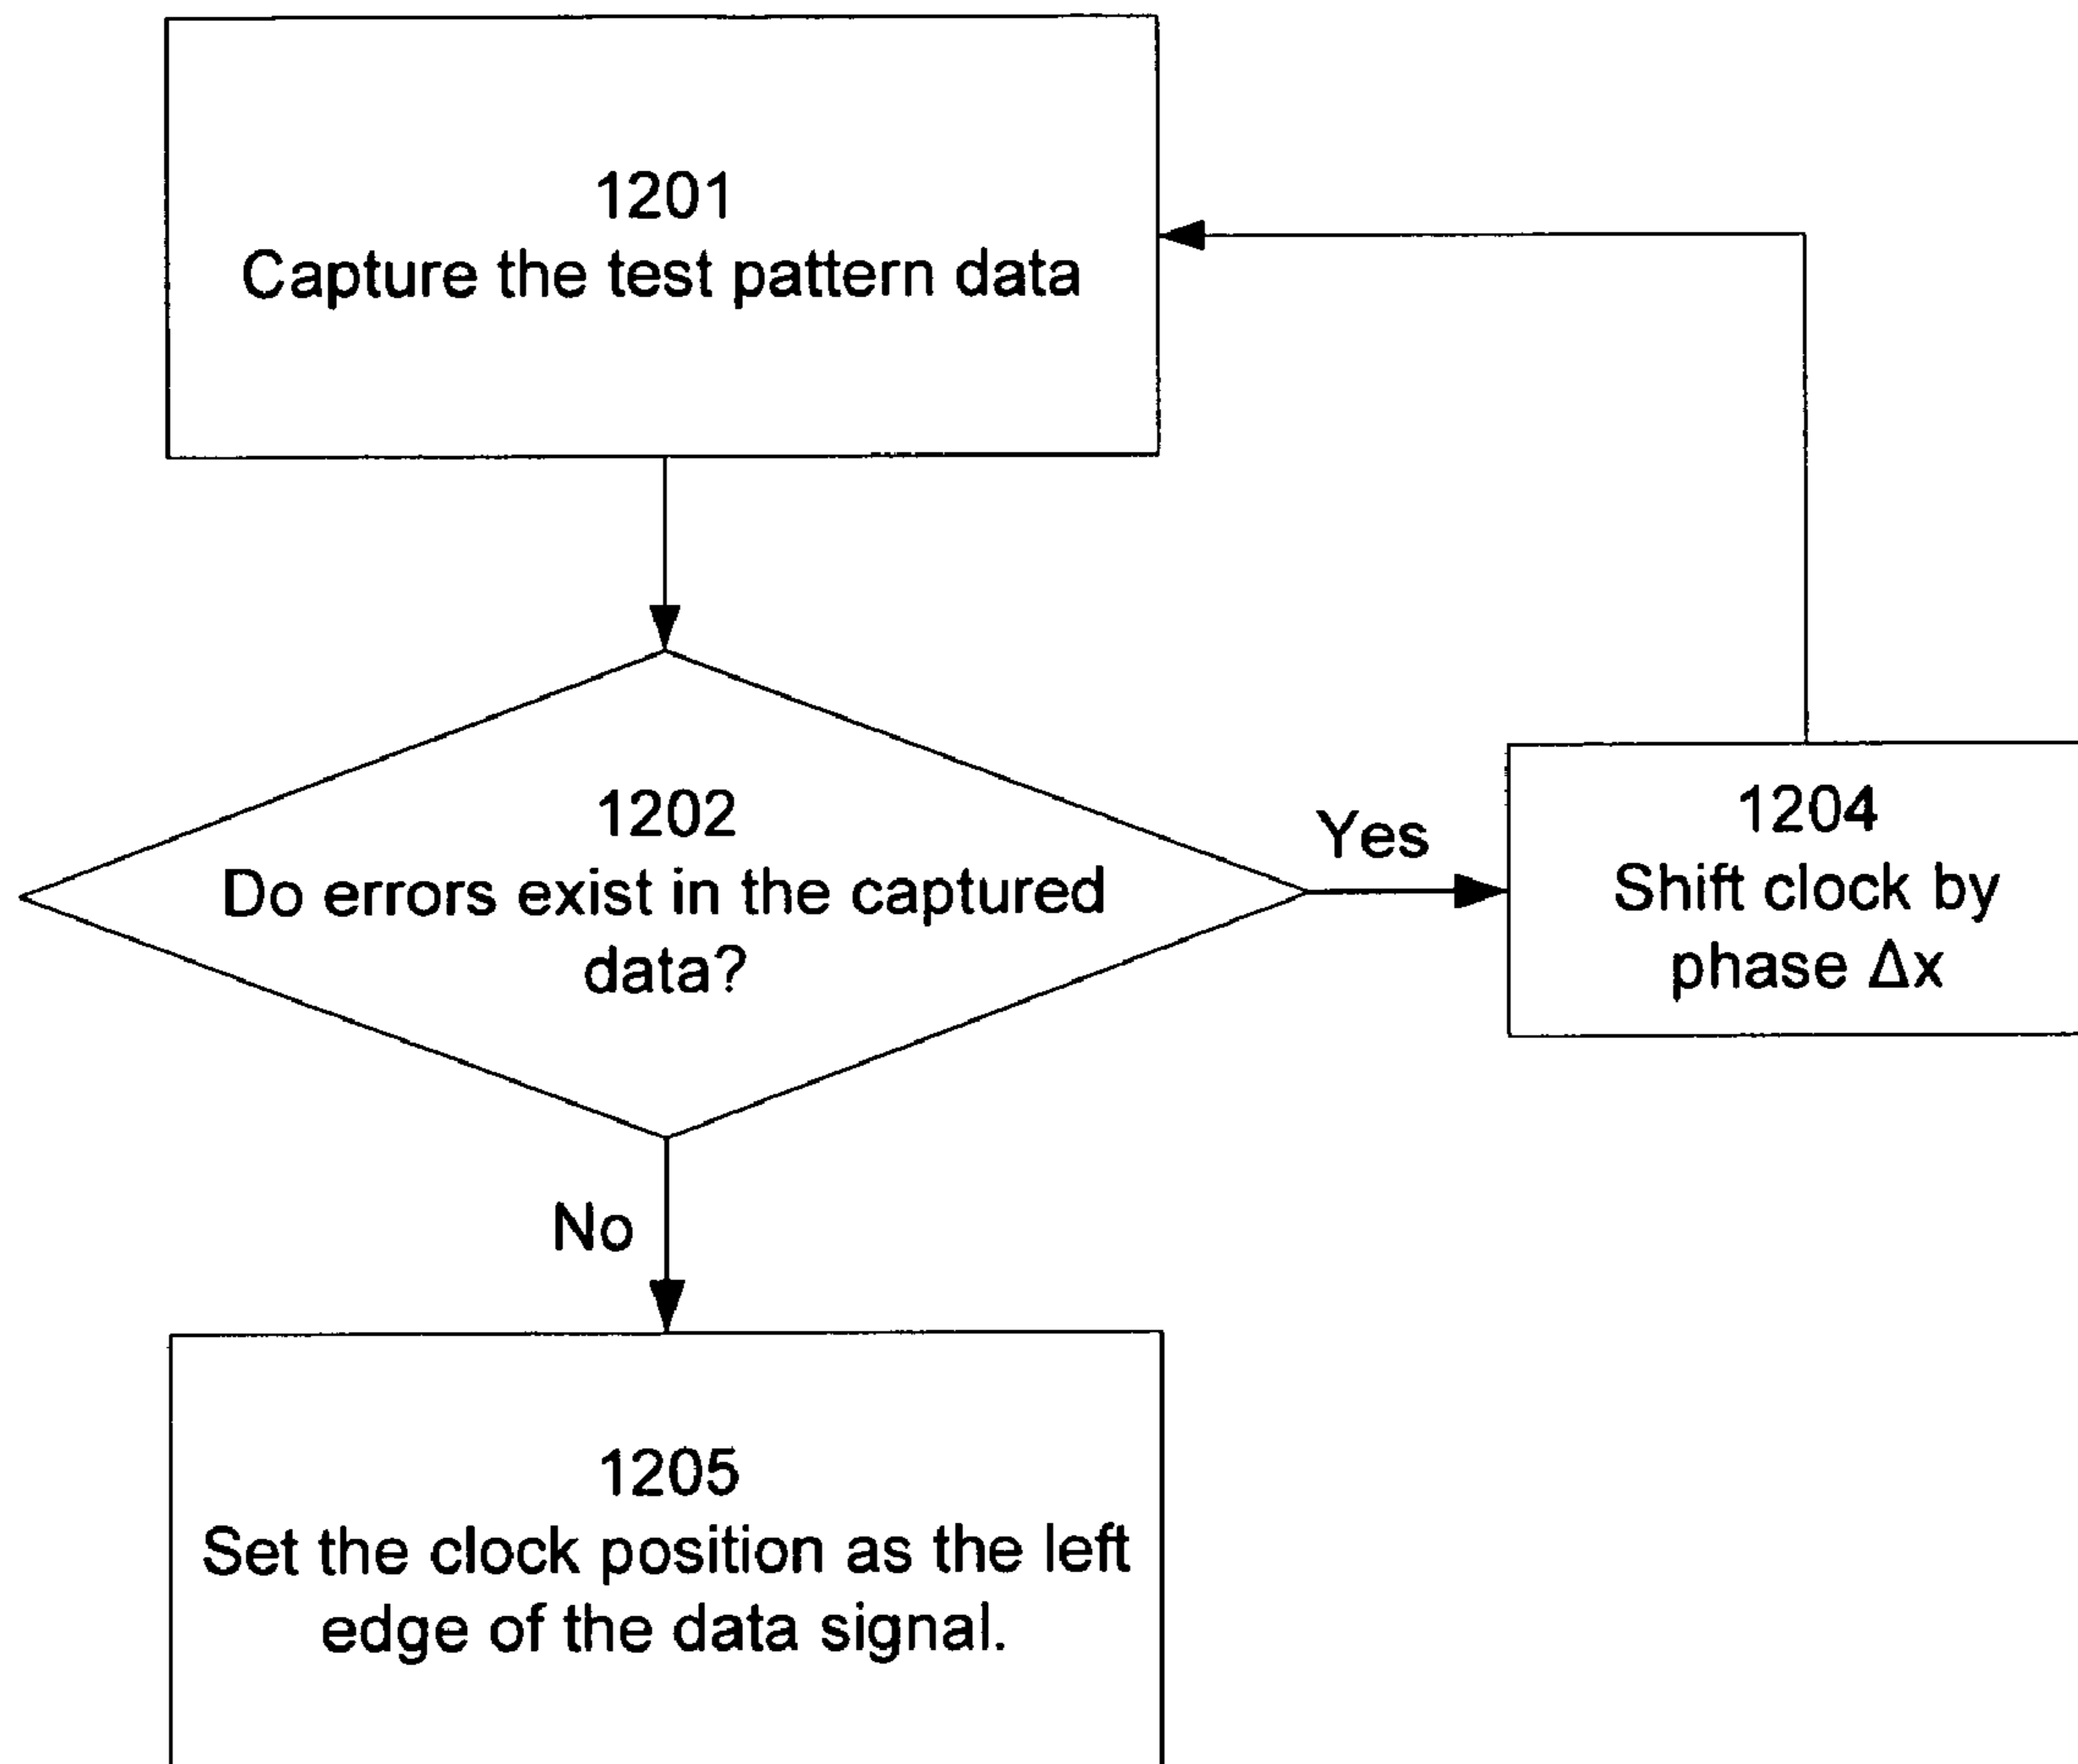 1201
Capture the test pattern data
1202
Do errors exist in the captured
data?
Yes
1204
Shift clock by
phase Δx
No
1205
Set the clock position as the left
edge of the data signal.